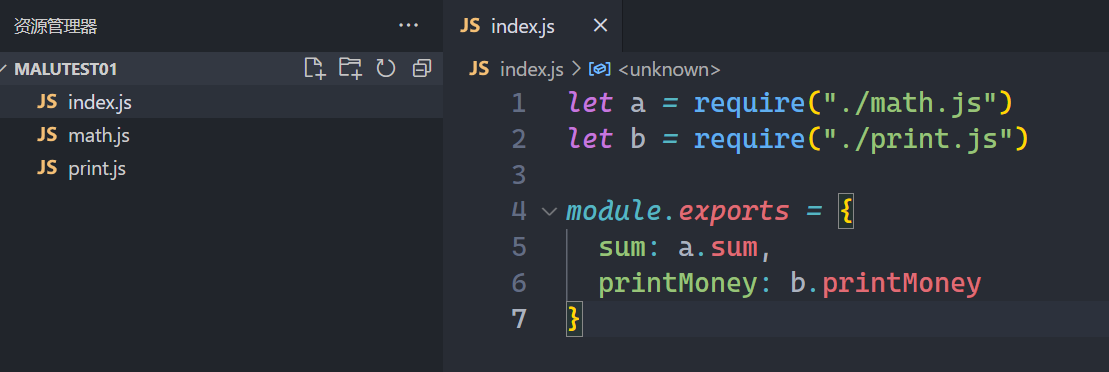 资源管理器 ···
MALUTEST01
JS index.js
JS math.js
JS print.js
JS index.js ×
JS index.js > <unknown>
1 let a = require("./math.js")
2 let b = require("./print.js")
3
4 module.exports = {
5 sum: a.sum,
6 printMoney: b.printMoney
7 }